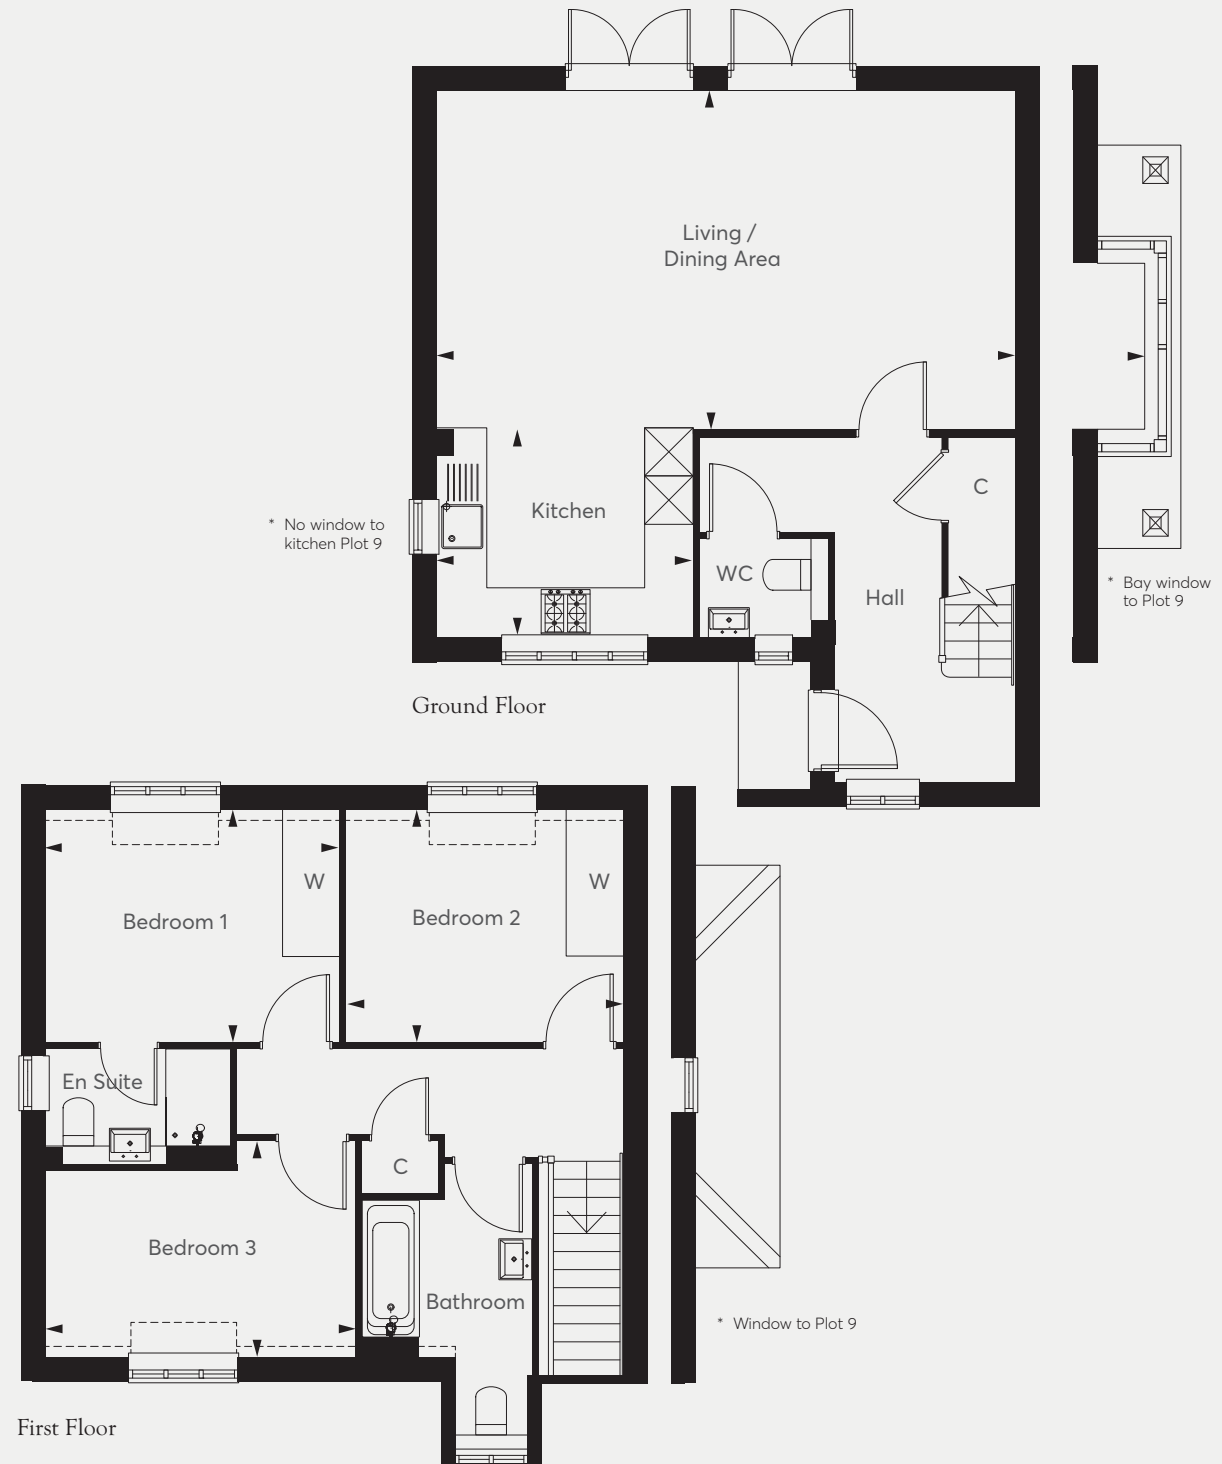 Living /
Dining Area
C
Kitchen
* No window to
kitchen Plot 9
WC
Hall
* Bay window
to Plot 9
Ground Floor
W
W
Bedroom 1
Bedroom 2
En Suite
C
Bedroom 3
Bathroom
* Window to Plot 9
First Floor